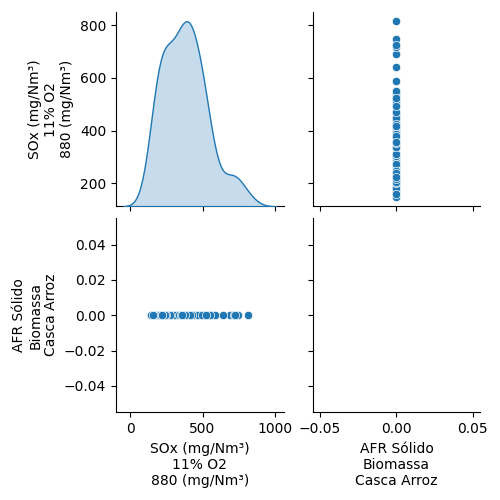 SOx (mg/Nm³)
11% O2
880 (mg/Nm³)
800
600
400
200
AFR Sólido
Biomassa
Casca Arroz
0.04
0.02
0.00
−0.02
−0.04
0
500
1000
SOx (mg/Nm³)
11% O2
880 (mg/Nm³)
−0.05
0.00
0.05
AFR Sólido
Biomassa
Casca Arroz